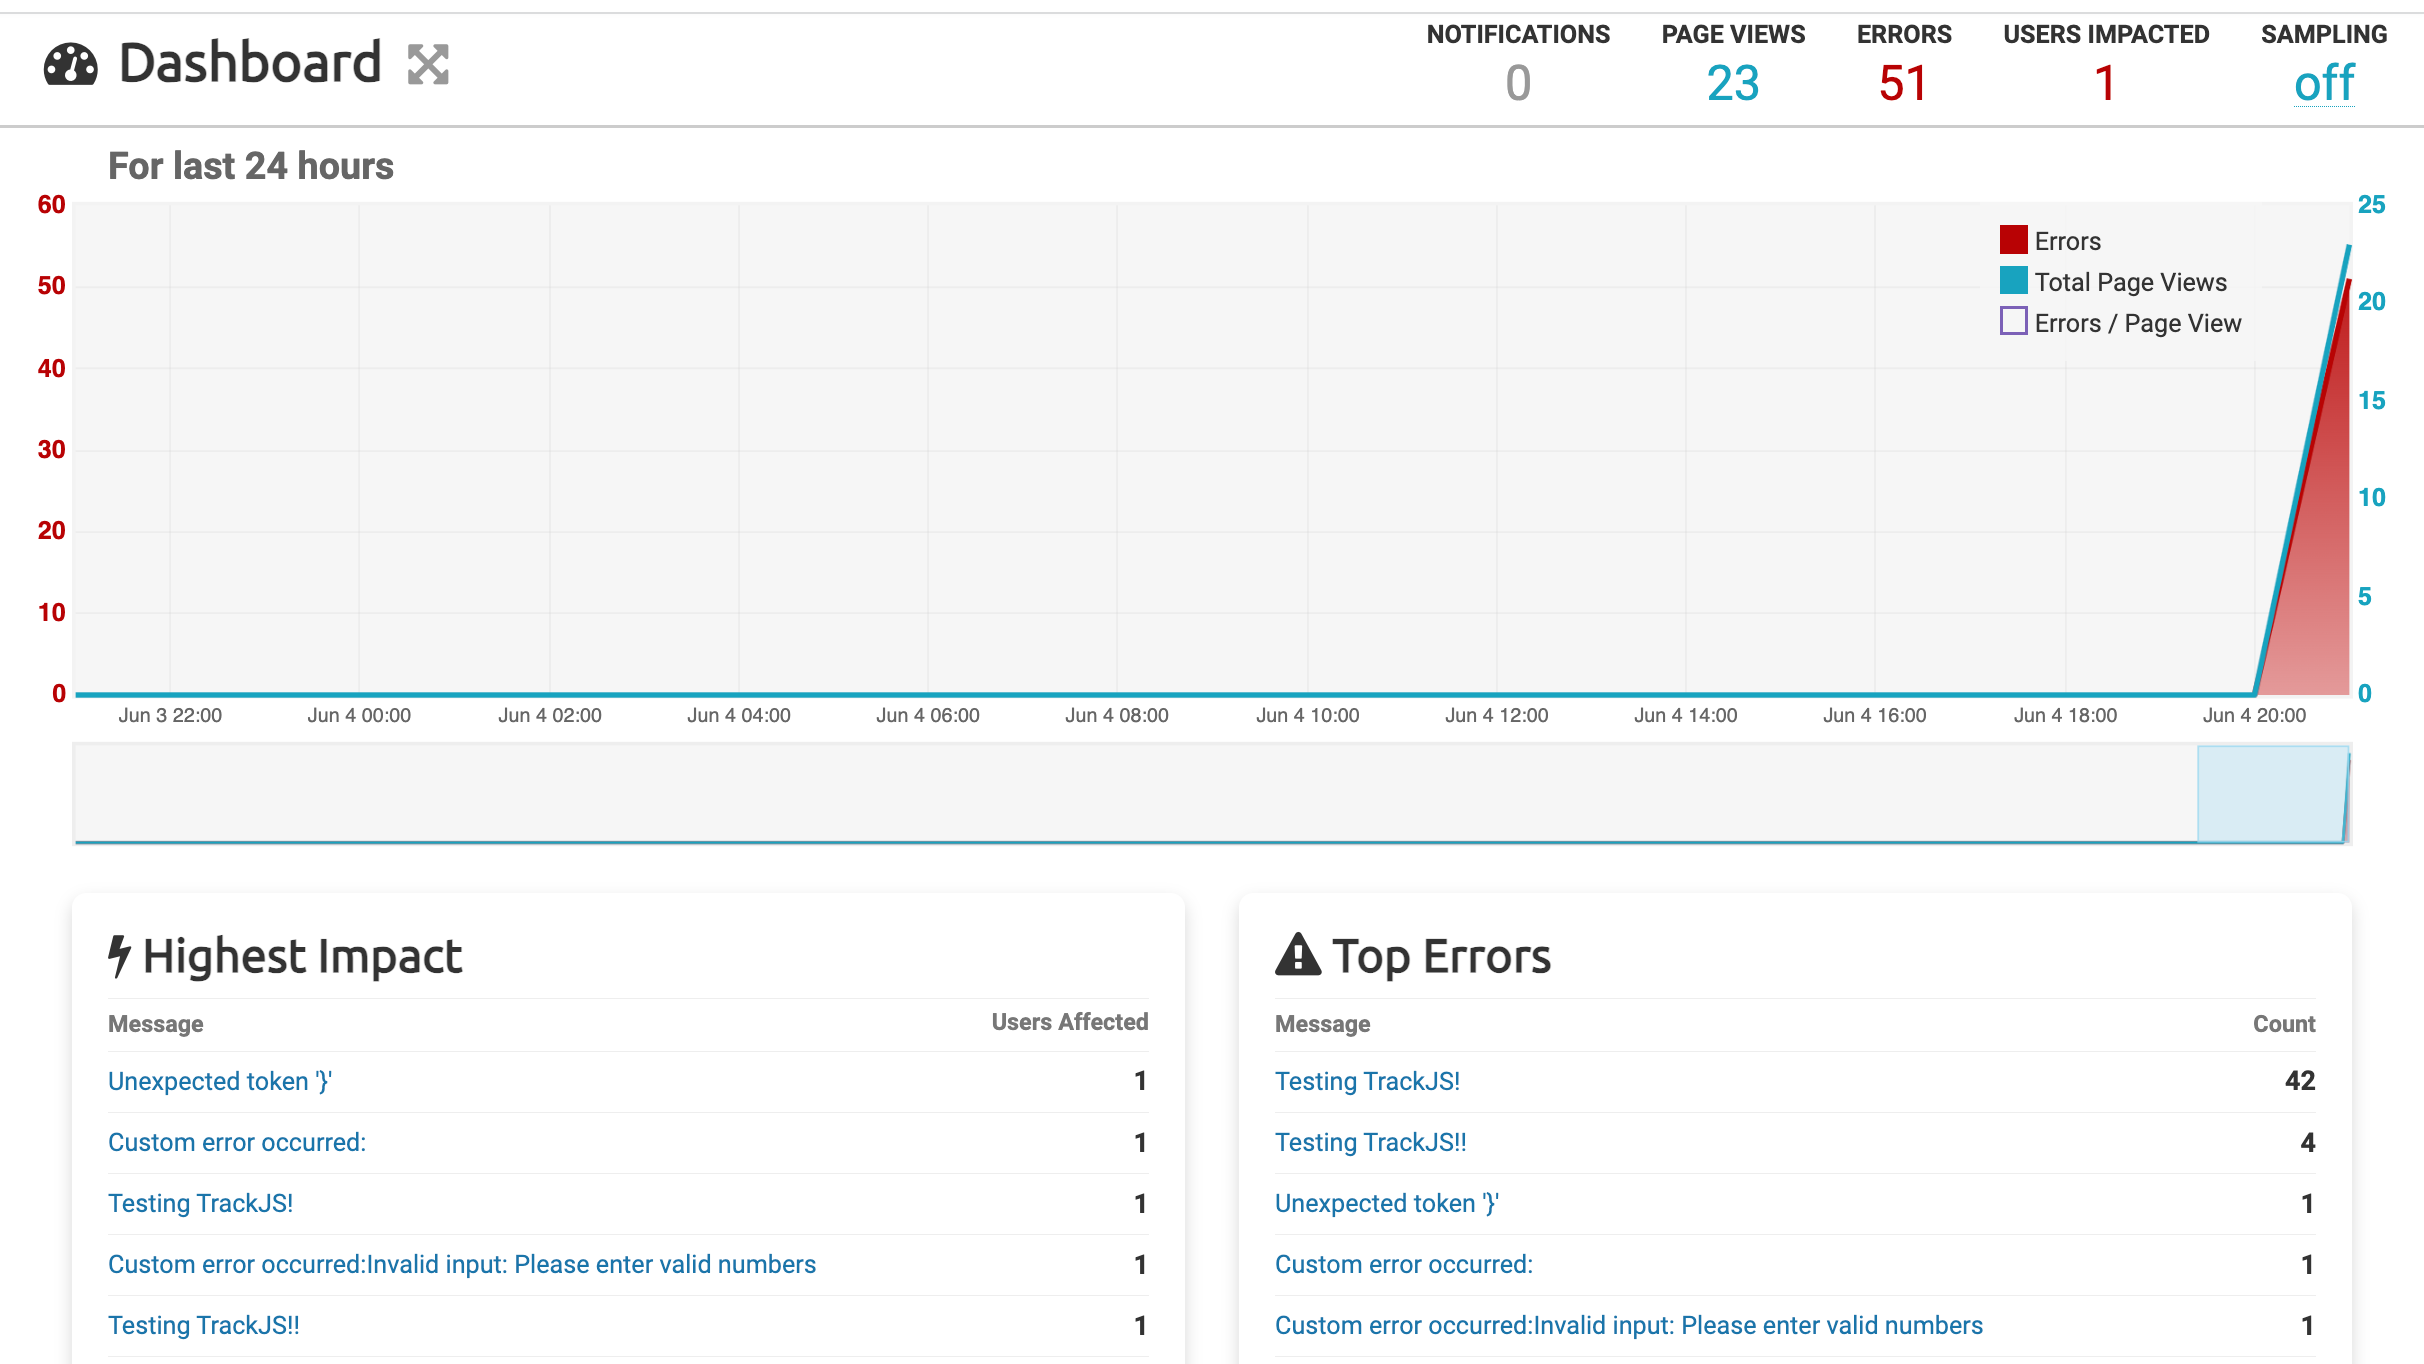 Dashboard
NOTIFICATIONS PAGE VIEWS ERRORS USERS IMPACTED SAMPLING
0 23 51 1 off
For last 24 hours
60 25
50 20
40 15
30 10
20 5
10 0
0
Errors
Total Page Views
Errors / Page View
Jun 3 22:00 Jun 4 00:00 Jun 4 02:00 Jun 4 04:00 Jun 4 06:00 Jun 4 08:00 Jun 4 10:00 Jun 4 12:00 Jun 4 14:00 Jun 4 16:00 Jun 4 18:00 Jun 4 20:00
Highest Impact
Message Users Affected
Unexpected token '}' 1
Custom error occurred: 1
Testing TrackJS! 1
Custom error occurred:Invalid input: Please enter valid numbers 1
Testing TrackJS!! 1
Top Errors
Message Count
Testing TrackJS! 42
Testing TrackJS!! 4
Unexpected token '}' 1
Custom error occurred: 1
Custom error occurred:Invalid input: Please enter valid numbers 1